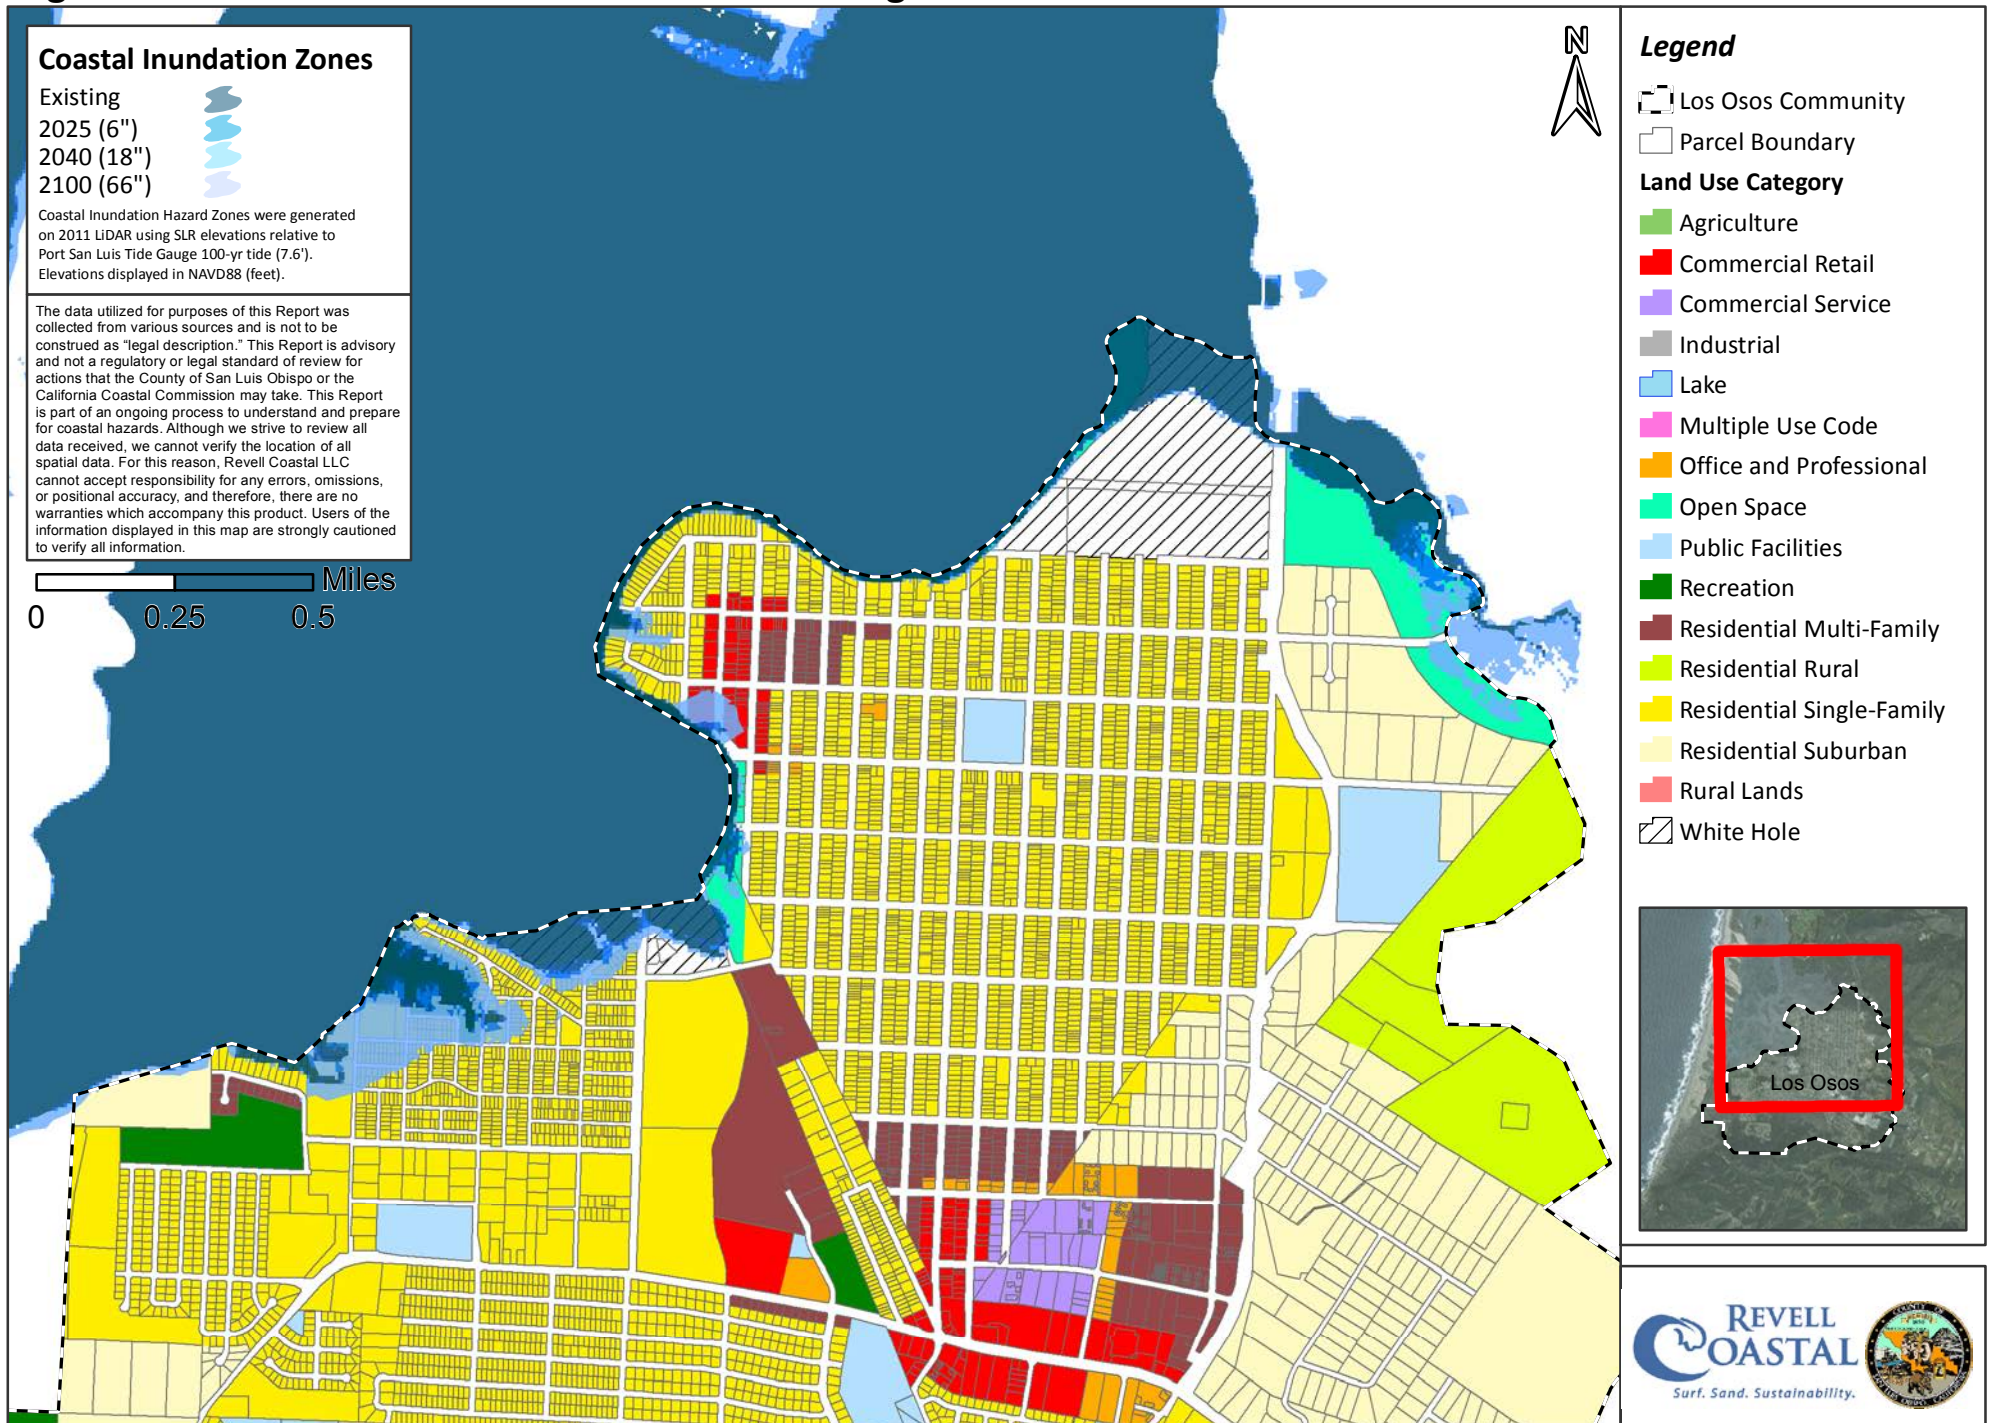 Coastal Inundation Zones
Existing
2025 (6")
2040 (18")
2100 (66")
Coastal Inundation Hazard Zones were generated
on 2011 LiDAR using SLR elevations relative to
Port San Luis Tide Gauge 100-yr tide (7.6').
Elevations displayed in NAVD88 (feet).
The data utilized for purposes of this Report was
collected from various sources and is not to be
construed as “legal description.” This Report is advisory
and not a regulatory or legal standard of review for
actions that the County of San Luis Obispo or the
California Coastal Commission may take. This Report
is part of an ongoing process to understand and prepare
for coastal hazards. Although we strive to review all
data received, we cannot verify the location of all
spatial data. For this reason, Revell Coastal LLC
cannot accept responsibility for any errors, omissions,
or positional accuracy, and therefore, there are no
warranties which accompany this product. Users of the
information displayed in this map are strongly cautioned
to verify all information.
Miles
0 0.25 0.5
N
Legend
Los Osos Community
Parcel Boundary
Land Use Category
Agriculture
Commercial Retail
Commercial Service
Industrial
Lake
Multiple Use Code
Office and Professional
Open Space
Public Facilities
Recreation
Residential Multi-Family
Residential Rural
Residential Single-Family
Residential Suburban
Rural Lands
White Hole
Los Osos
REVELL
COASTAL
Surf. Sand. Sustainability.